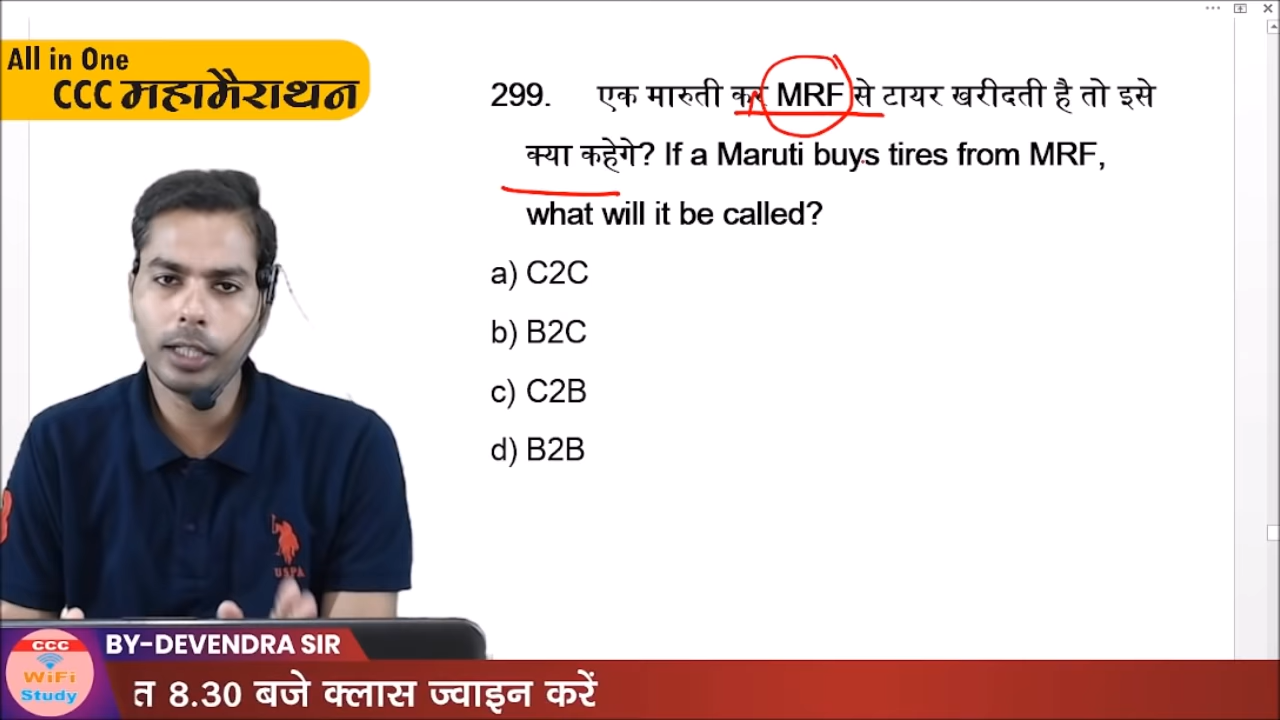 All in One
CCC महामैराथन
299. एक मारुती कर MRF से टायर खरीदती है तो इसे
क्या कहेगे? If a Maruti buys tires from MRF,
what will it be called?
a) C2C
b) B2C
c) C2B
d) B2B
USPA
BY-DEVENDRA SIR
CCC
WiFi
Study
त 8.30 बजे क्लास ज्वाइन करें